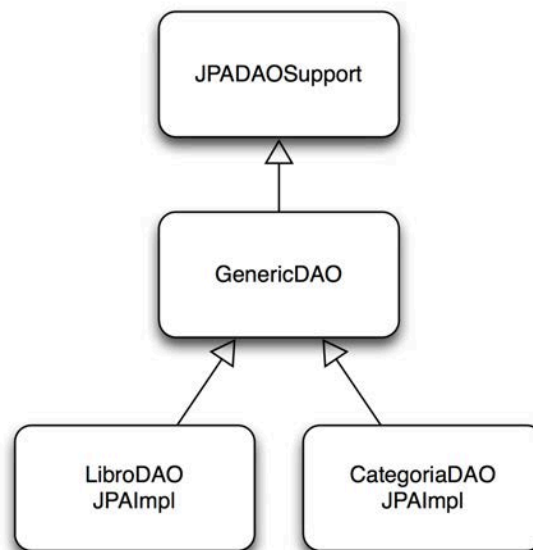 JPADAOSupport
GenericDAO
LibroDAO
JPAImpl
CategoriaDAO
JPAImpl